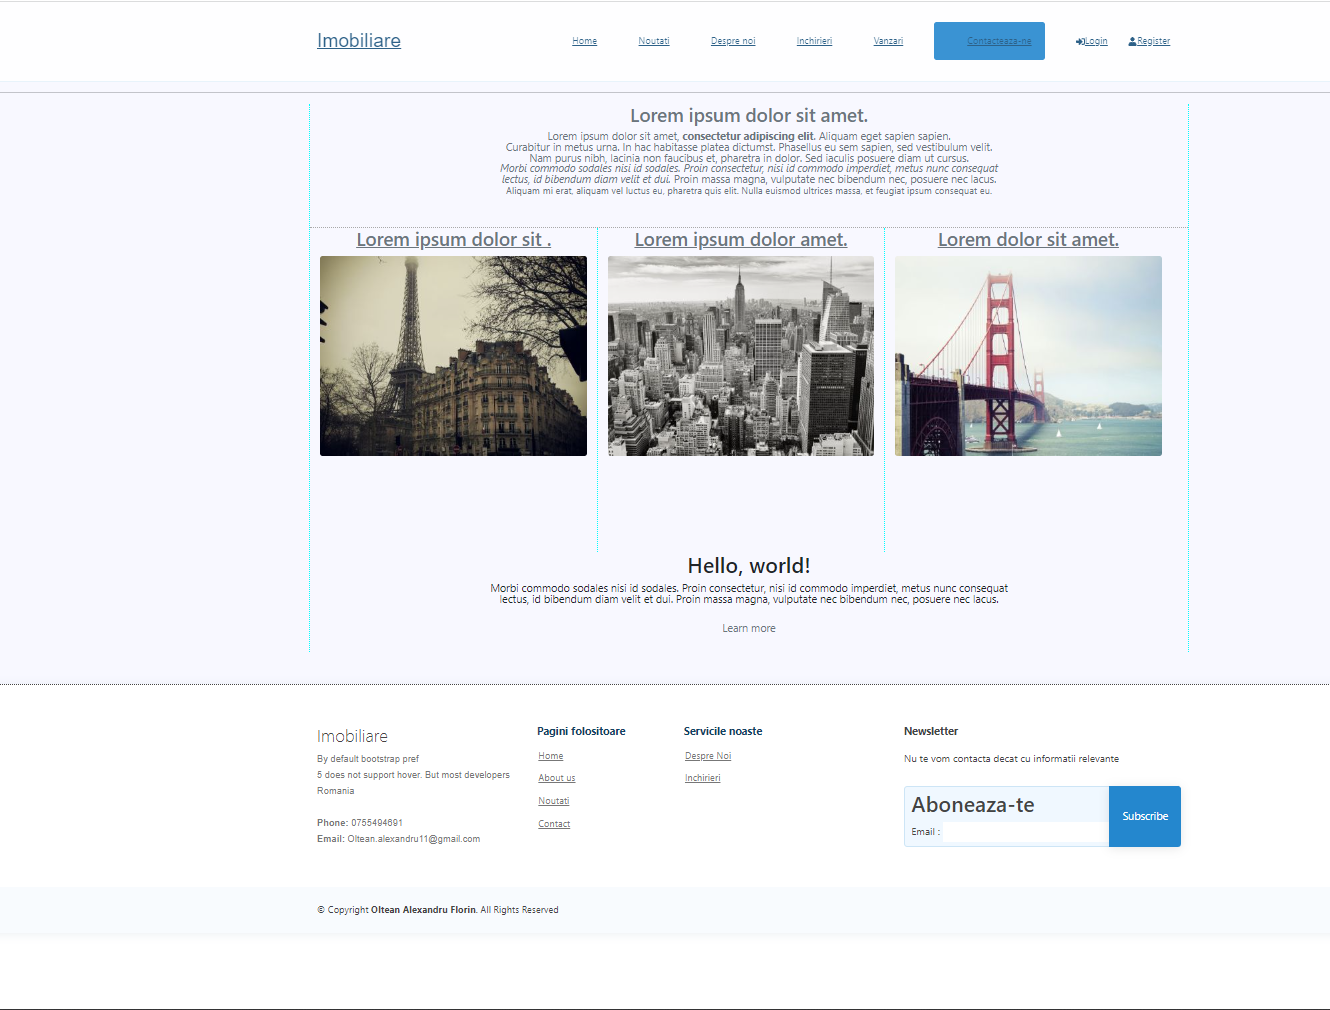 Imobiliare
Home Noutati Despre noi Inchirieri Vanzari Contacteaza-ne Login Register
Lorem ipsum dolor sit amet.
Lorem ipsum dolor sit amet, consectetur adipiscing elit. Aliquam eget sapien sapien.
Curabitur in metus urna. In hac habitasse platea dictumst. Phasellus eu sem sapien, sed vestibulum velit.
Nam purus nibh, lacinia non faucibus et, pharetra in dolor. Sed iaculis posuere diam ut cursus.
Morbi commodo sodales nisi id sodales. Proin consectetur, nisi id commodo imperdiet, metus nunc consequat
lectus, id bibendum diam velit et dui. Proin massa magna, vulputate nec bibendum nec, posuere nec lacus.
Aliquam mi erat, aliquam vel luctus eu, pharetra quis elit. Nulla euismod ultrices massa, et feugiat ipsum consequat eu.
Lorem ipsum dolor sit .
Lorem ipsum dolor amet.
Lorem dolor sit amet.
Hello, world!
Morbi commodo sodales nisi id sodales. Proin consectetur, nisi id commodo imperdiet, metus nunc consequat
lectus, id bibendum diam velit et dui. Proin massa magna, vulputate nec bibendum nec, posuere nec lacus.
Learn more
Imobiliare
By default bootstrap pref
5 does not support hover. But most developers
Romania
Phone: 0755494691
Email: Oltean.alexandru11@gmail.com
Pagini folositoare
Home
About us
Noutati
Contact
Servicile noaste
Despre Noi
Inchirieri
Newsletter
Nu te vom contacta decat cu informatii relevante
Aboneaza-te
Email :
Subscribe
© Copyright Oltean Alexandru Florin. All Rights Reserved